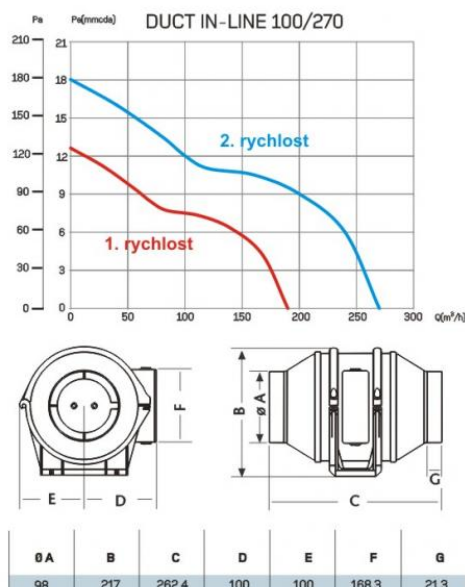 Pa Pa(mmcda) DUCT IN-LINE 100/270
210 21
180 18
150 15
120 12
90 9
60 6
30 3
0 0
2. rychlost
1. rychlost
0 50 100 150 200 250 300 Q(m³/h)
E D F
B ØA C G
ØA B C D E F G
98 217 262,4 100 100 168,3 21,3